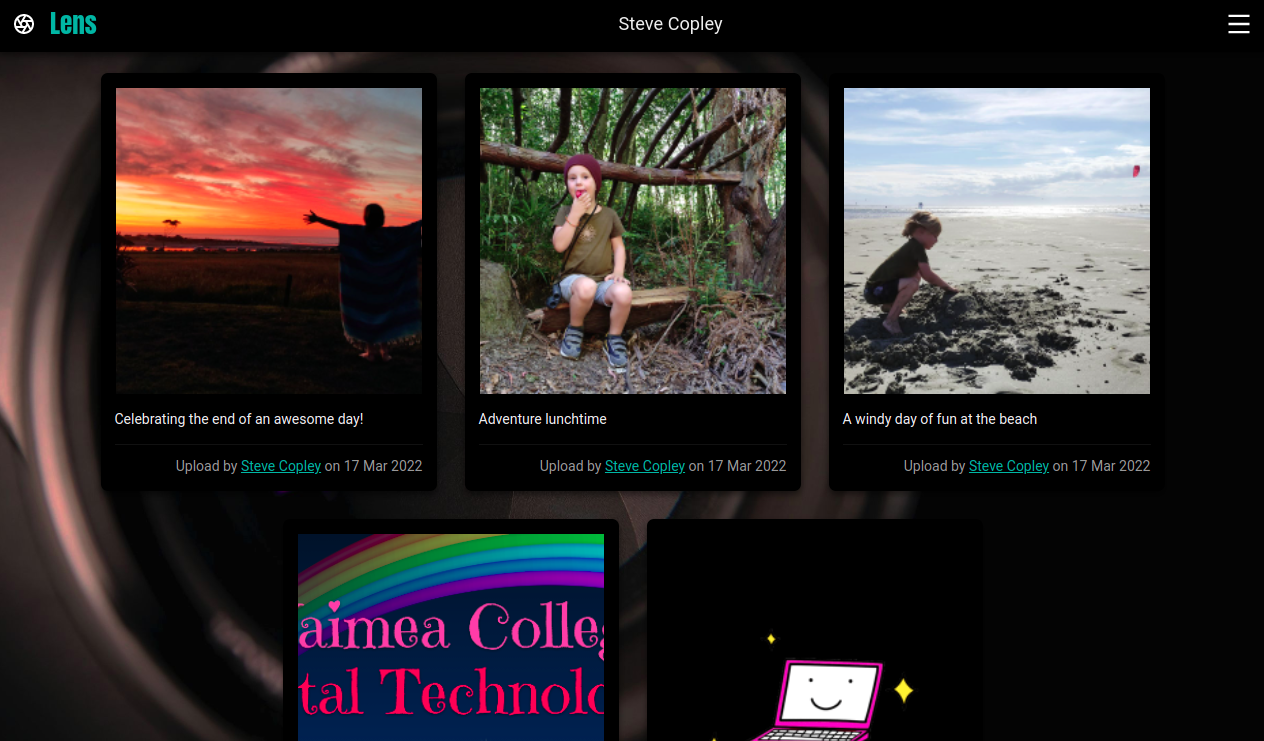 Lens
Steve Copley
Celebrating the end of an awesome day!
Adventure lunchtime
A windy day of fun at the beach
Upload by Steve Copley on 17 Mar 2022
Upload by Steve Copley on 17 Mar 2022
Upload by Steve Copley on 17 Mar 2022
aimea Colleg
tal Technolo